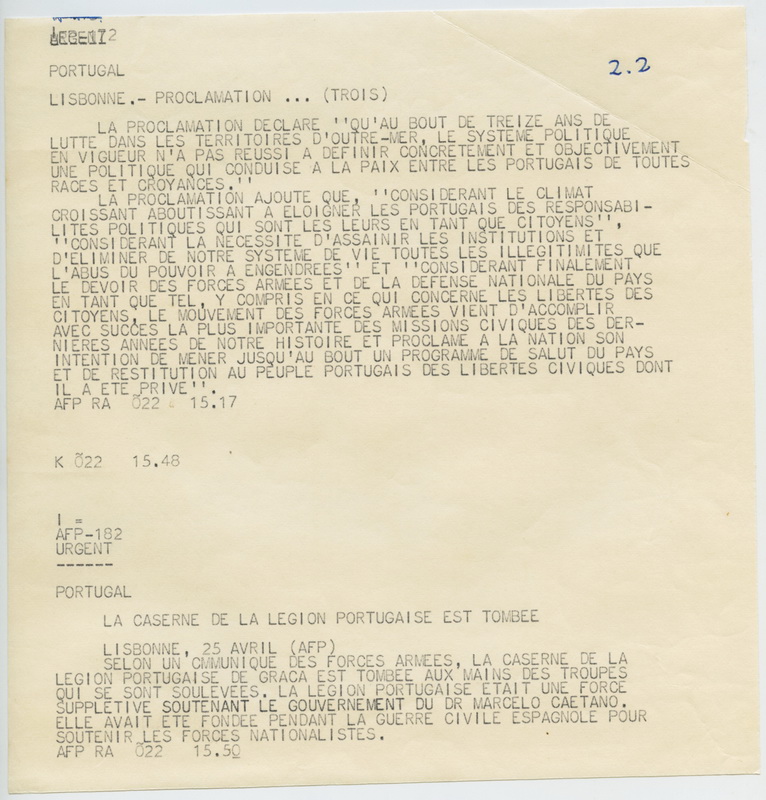 2.2
PORTUGAL
LISBONNE.- PROCLAMATION ... (TROIS)
LA PROCLAMATION DECLARE ''QU'AU BOUT DE TREIZE ANS DE
LUTTE DANS LES TERRITOIRES D'OUTRE-MER, LE SYSTEME POLITIQUE
EN VIGUEUR N'A PAS REUSSI A DEFINIR CONCRETEMENT ET OBJECTIVEMENT
UNE POLITIQUE QUI CONDUISE A LA PAIX ENTRE LES PORTUGAIS DE TOUTES
RACES ET CROYANCES.''
LA PROCLAMATION AJOUTE QUE, ''CONSIDERANT LE CLIMAT
CROISSANT ABOUTISSANT A ELOIGNER LES PORTUGAIS DES RESPONSABI-
LITES POLITIQUES QUI SONT LES LEURS EN TANT QUE CITOYENS'',
''CONSIDERANT LA NECESSITE D'ASSAINIR LES INSTITUTIONS ET
D'ELIMINER DE NOTRE SYSTEME DE VIE TOUTES LES ILLEGITIMITES QUE
L'ABUS DU POUVOIR A ENGENDREES'' ET ''CONSIDERANT FINALEMENT
LE DEVOIR DES FORCES ARMEES ET DE LA DEFENSE NATIONALE DU PAYS
EN TANT QUE TEL, Y COMPRIS EN CE QUI CONCERNE LES LIBERTES DES
CITOYENS, LE MOUVEMENT DES FORCES ARMEES VIENT D'ACCOMPLIR
AVEC SUCCES LA PLUS IMPORTANTE DES MISSIONS CIVIQUES DES DER-
NIERES ANNEES DE NOTRE HISTOIRE ET PROCLAME A LA NATION SON
INTENTION DE MENER JUSQU'AU BOUT UN PROGRAMME DE SALUT DU PAYS
ET DE RESTITUTION AU PEUPLE PORTUGAIS DES LIBERTES CIVIQUES DONT
IL A ETE PRIVE''.
AFP RA 022 15.17
K 022 15.48
I =
AFP-182
URGENT
------
PORTUGAL
LA CASERNE DE LA LEGION PORTUGAISE EST TOMBEE
LISBONNE, 25 AVRIL (AFP)
SELON UN CMMUNIQUE DES FORCES ARMEES, LA CASERNE DE LA
LEGION PORTUGAISE DE GRACA EST TOMBEE AUX MAINS DES TROUPES
QUI SE SONT SOULEVEES. LA LEGION PORTUGAISE ETAIT UNE FORCE
SUPPLETIVE SOUTENANT LE GOUVERNEMENT DU DR MARCELO CAETANO.
ELLE AVAIT ETE FONDEE PENDANT LA GUERRE CIVILE ESPAGNOLE POUR
SOUTENIR LES FORCES NATIONALISTES.
AFP RA 022 15.50